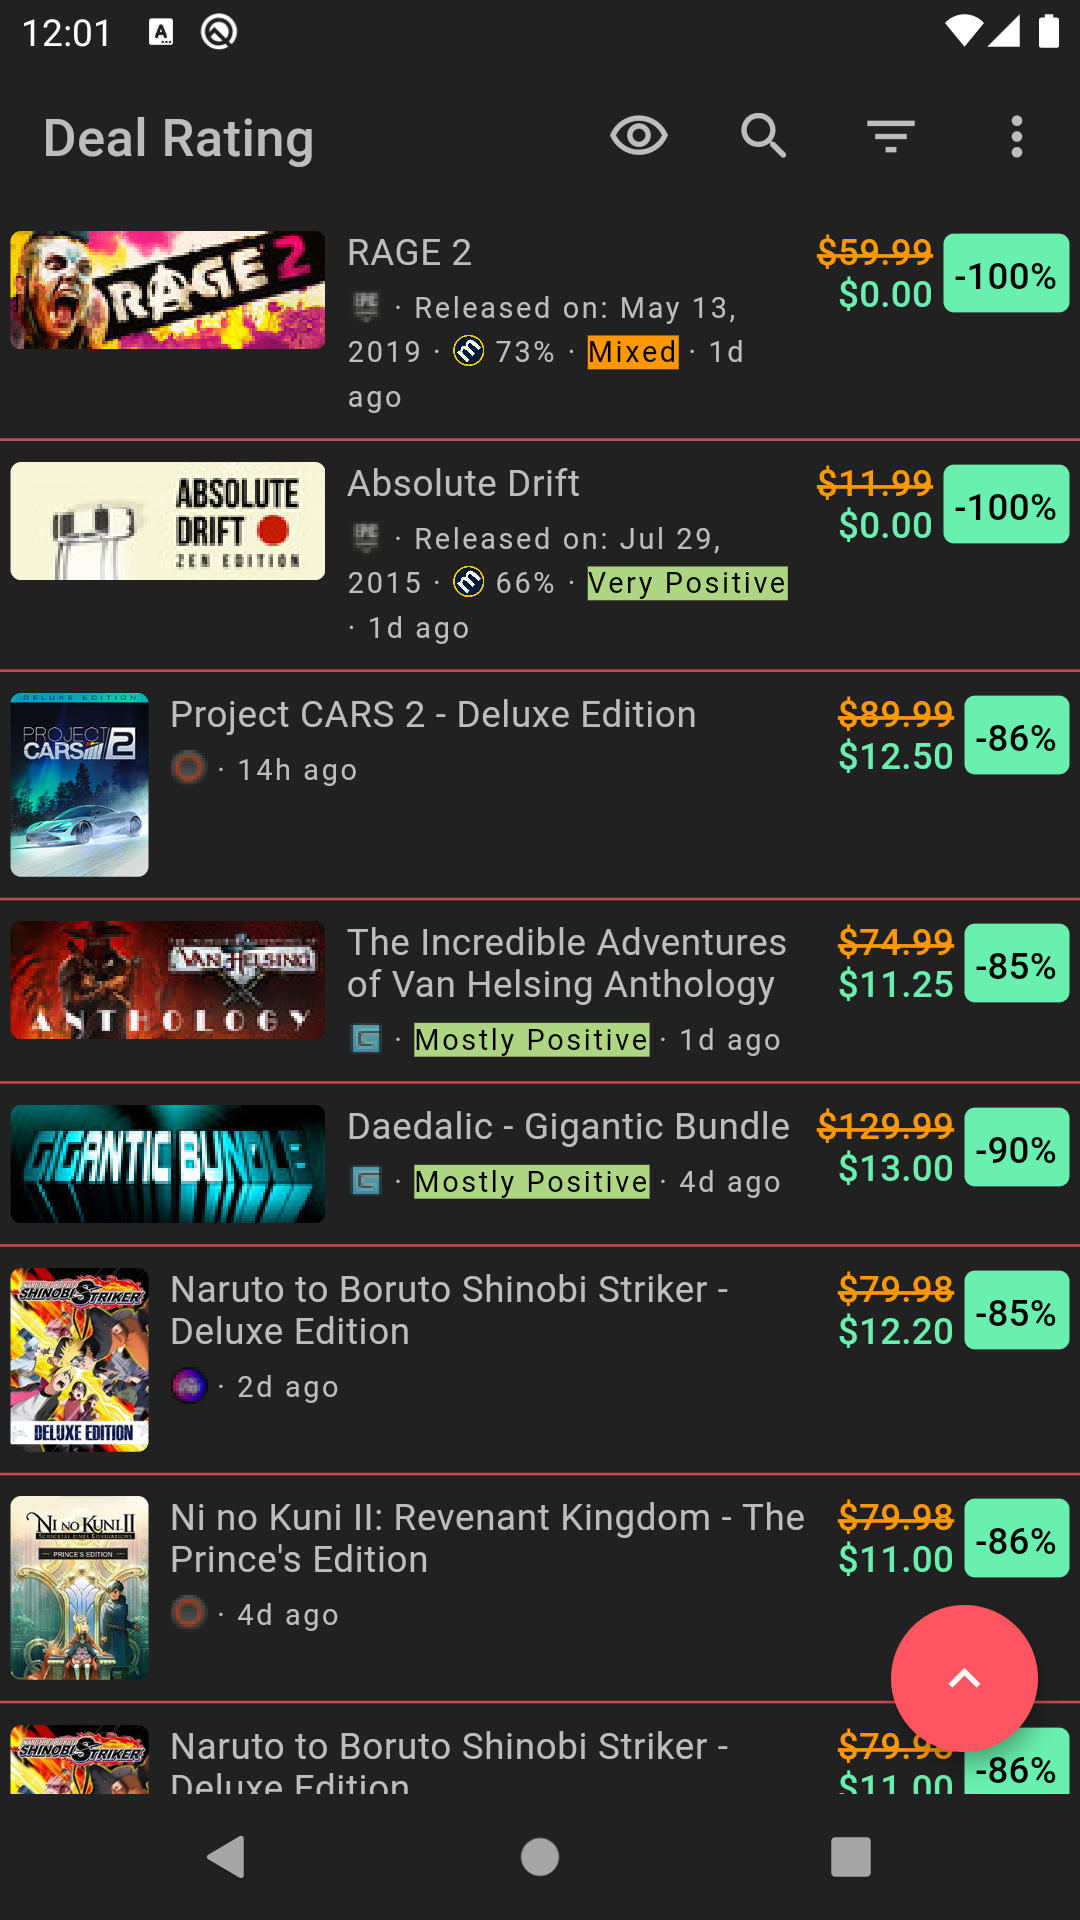 12:01
Deal Rating
RAGE 2
RAGE 2
$59.99
$0.00
-100%
· Released on: May 13,
2019 · 73% · Mixed · 1d
ago
ABSOLUTE
DRIFT
ZEN EDITION
Absolute Drift
$11.99
$0.00
-100%
· Released on: Jul 29,
2015 · 66% · Very Positive
· 1d ago
DELUXE EDITION
PROJECT
CARS 2
Project CARS 2 - Deluxe Edition
· 14h ago
$89.99
$12.50
-86%
VAN HELSING
ANTHOLOGY
The Incredible Adventures
of Van Helsing Anthology
· Mostly Positive · 1d ago
$74.99
$11.25
-85%
GIGANTIC BUNDLE
Daedalic - Gigantic Bundle
· Mostly Positive · 4d ago
$129.99
$13.00
-90%
SHINOBI STRIKER
DELUXE EDITION
Naruto to Boruto Shinobi Striker -
Deluxe Edition
· 2d ago
$79.98
$12.20
-85%
NI NO KUNI II
PRINCE'S EDITION
Ni no Kuni II: Revenant Kingdom - The
Prince's Edition
· 4d ago
$79.98
$11.00
-86%
SHINOBI STRIKER
Naruto to Boruto Shinobi Striker -
Deluxe Edition
$79.98
$11.00
-86%